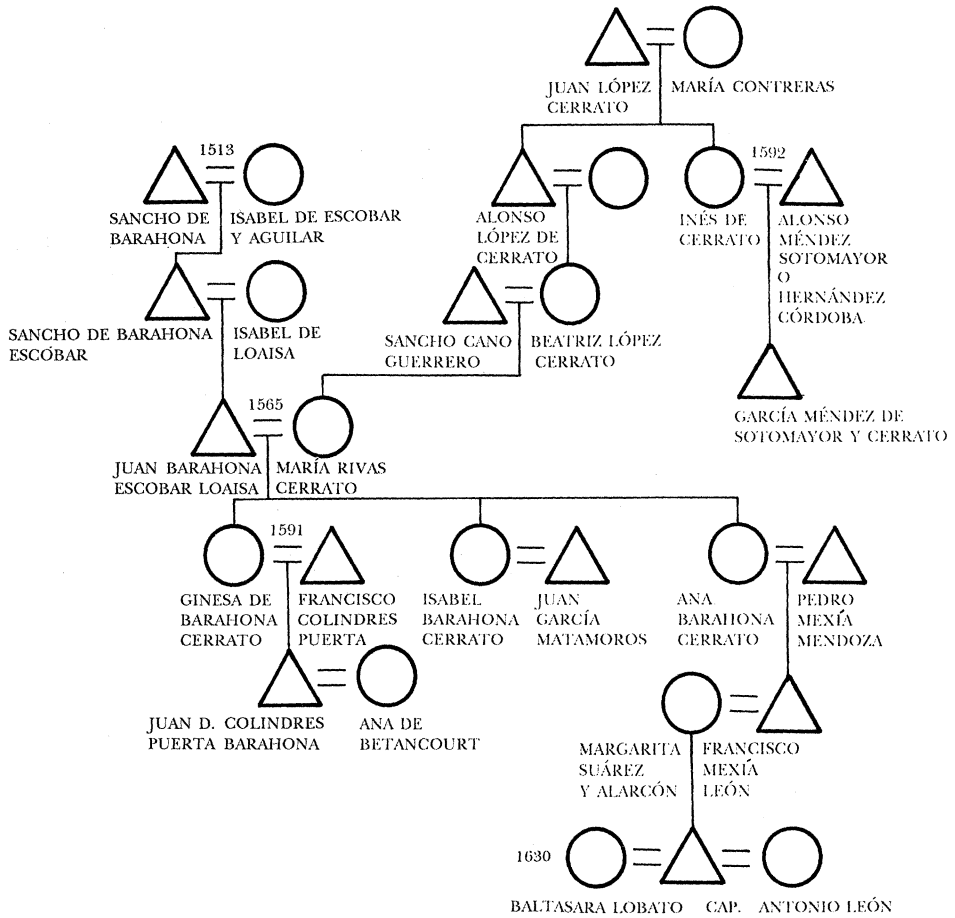 JUAN LÓPEZ
CERRATO
MARÍA CONTRERAS
1513
SANCHO DE
BARAHONA
ISABEL DE ESCOBAR
Y AGUILAR
ALONSO
LÓPEZ DE
CERRATO
INÉS DE
CERRATO
1592
ALONSO
MÉNDEZ
SOTOMAYOR
O
HERNÁNDEZ
CÓRDOBA
SANCHO DE BARAHONA
ESCOBAR
ISABEL DE
LOAISA
SANCHO CANO
GUERRERO
BEATRIZ LÓPEZ
CERRATO
GARCÍA MÉNDEZ DE
SOTOMAYOR Y CERRATO
1565
JUAN BARAHONA
ESCOBAR LOAISA
MARÍA RIVAS
CERRATO
1591
GINESA DE
BARAHONA
CERRATO
FRANCISCO
COLINDRES
PUERTA
ISABEL
BARAHONA
CERRATO
JUAN
GARCÍA
MATAMOROS
ANA
BARAHONA
CERRATO
PEDRO
MEXÍA
MENDOZA
JUAN D. COLINDRES
PUERTA BARAHONA
ANA DE
BETANCOURT
MARGARITA
SUÁREZ
Y ALARCÓN
FRANCISCO
MEXÍA
LEÓN
1630
BALTASARA LOBATO
CAP. ANTONIO LEÓN